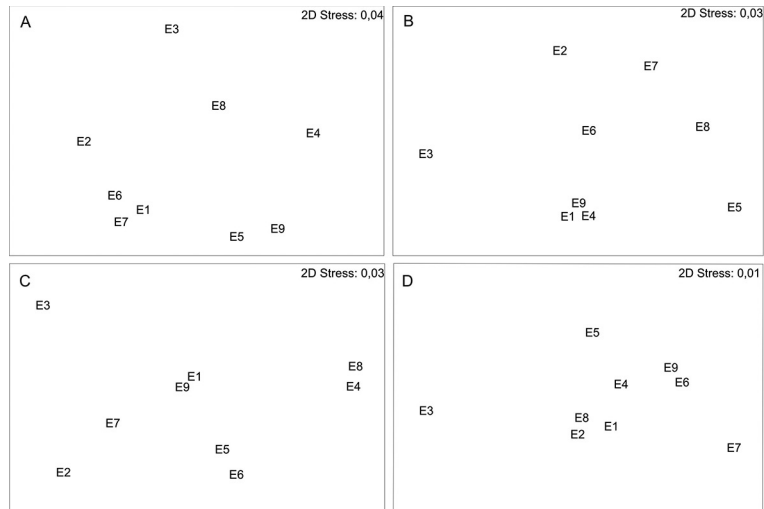 A 2D Stress: 0,04
E3
E8
E4
E2
E6
E1
E7
E9
E5
B 2D Stress: 0,03
E2
E7
E8
E6
E3
E9
E5
E1 E4
C 2D Stress: 0,03
E3
E8
E1
E9 E4
E7
E5
E2
E6
D 2D Stress: 0,01
E5
E9
E4 E6
E3
E8
E1
E2
E7